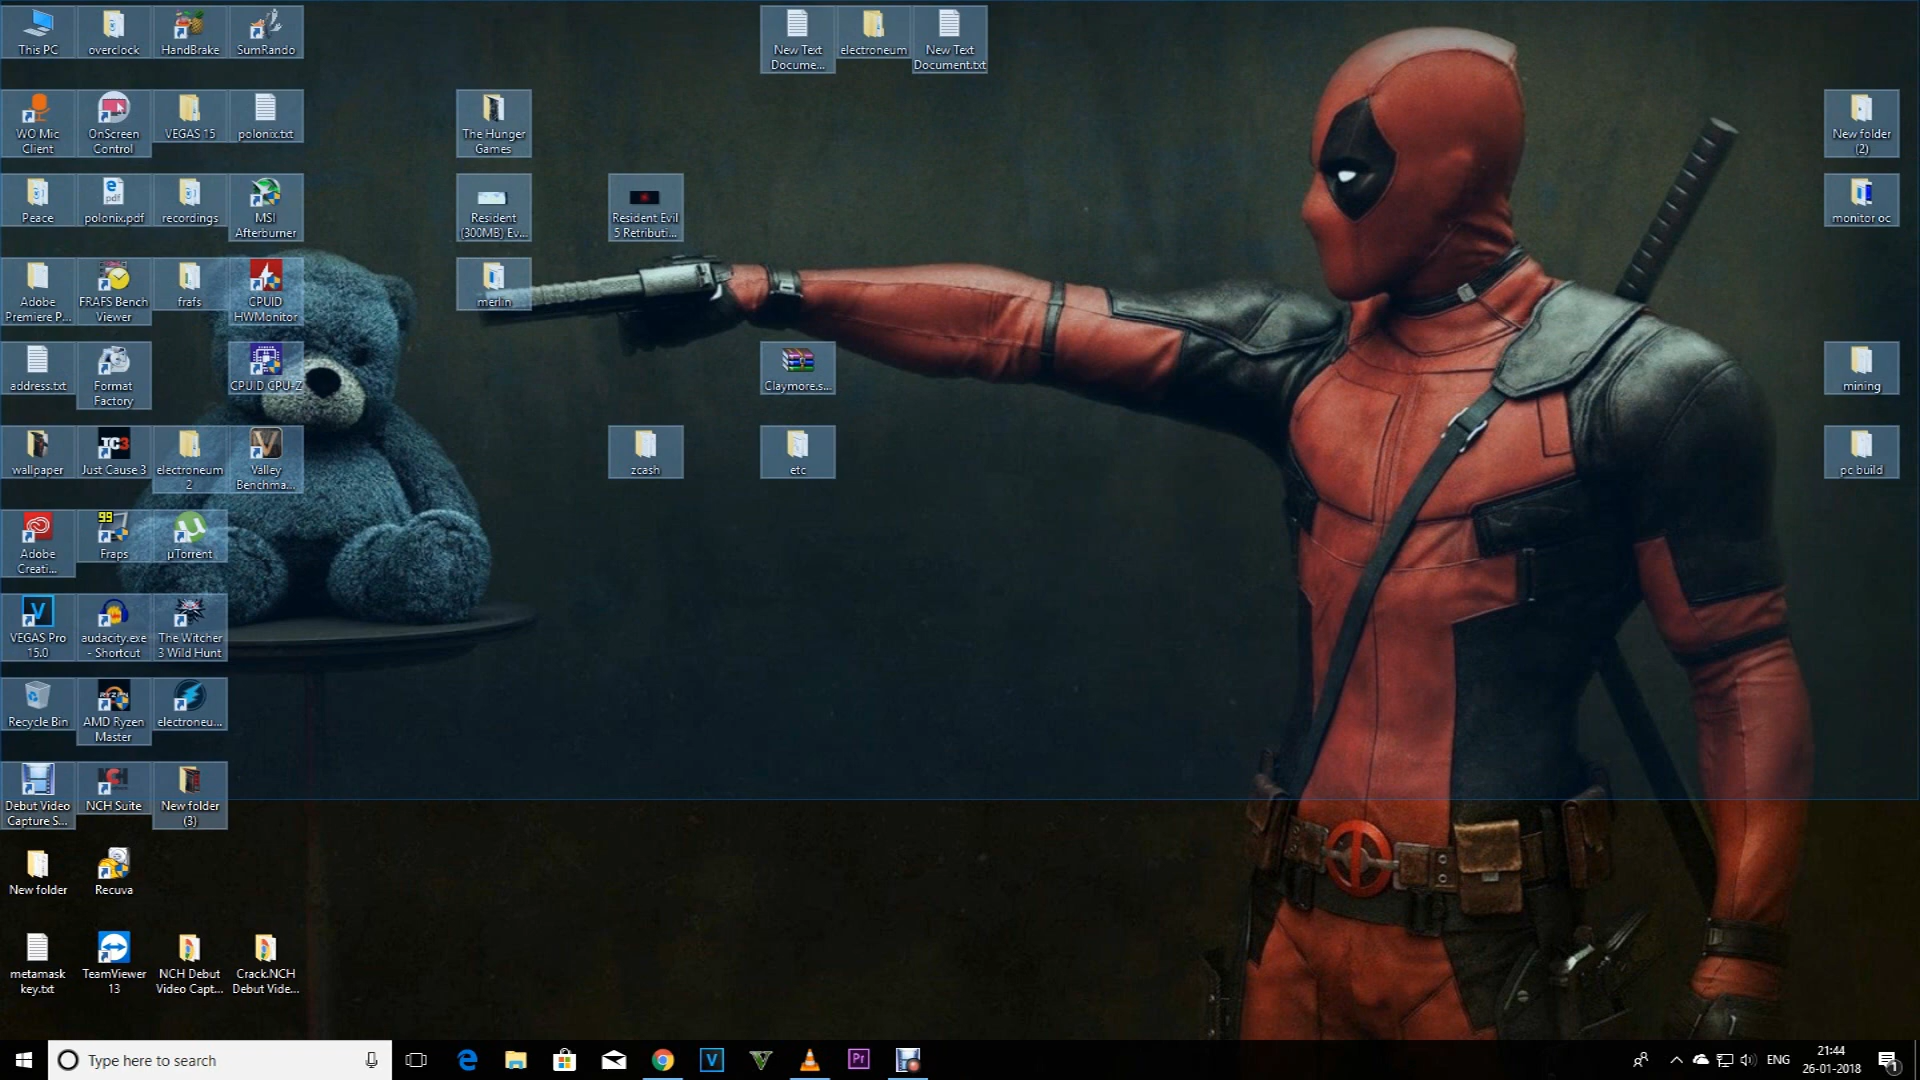 This PC
overclock
HandBrake
SumRando
New Text
Docume...
electroneum
New Text
Document.txt
WO Mic
Client
OnScreen
Control
VEGAS 15
polonix.txt
The Hunger
Games
New folder
(2)
Peace
polonix.pdf
recordings
MSI
Afterburner
Resident
(300MB) Ev...
Resident Evil
5 Retributi...
monitor oc
Adobe
Premiere P...
FRAFS Bench
Viewer
frafs
CPUID
HWMonitor
merlin
address.txt
Format
Factory
CPUID CPU-Z
Claymore.s...
mining
wallpaper
Just Cause 3
electroneum
2
Valley
Benchma...
zcash
etc
pc build
Adobe
Creati...
99
Fraps
µTorrent
VEGAS Pro
15.0
audacity.exe
- Shortcut
The Witcher
3 Wild Hunt
Recycle Bin
AMD Ryzen
Master
electroneu...
Debut Video
Capture S...
NCH Suite
New folder
(3)
New folder
Recuva
metamask
key.txt
TeamViewer
13
NCH Debut
Video Capt...
Crack.NCH
Debut Vide...
Type here to search
ENG
21:44
26-01-2018
1